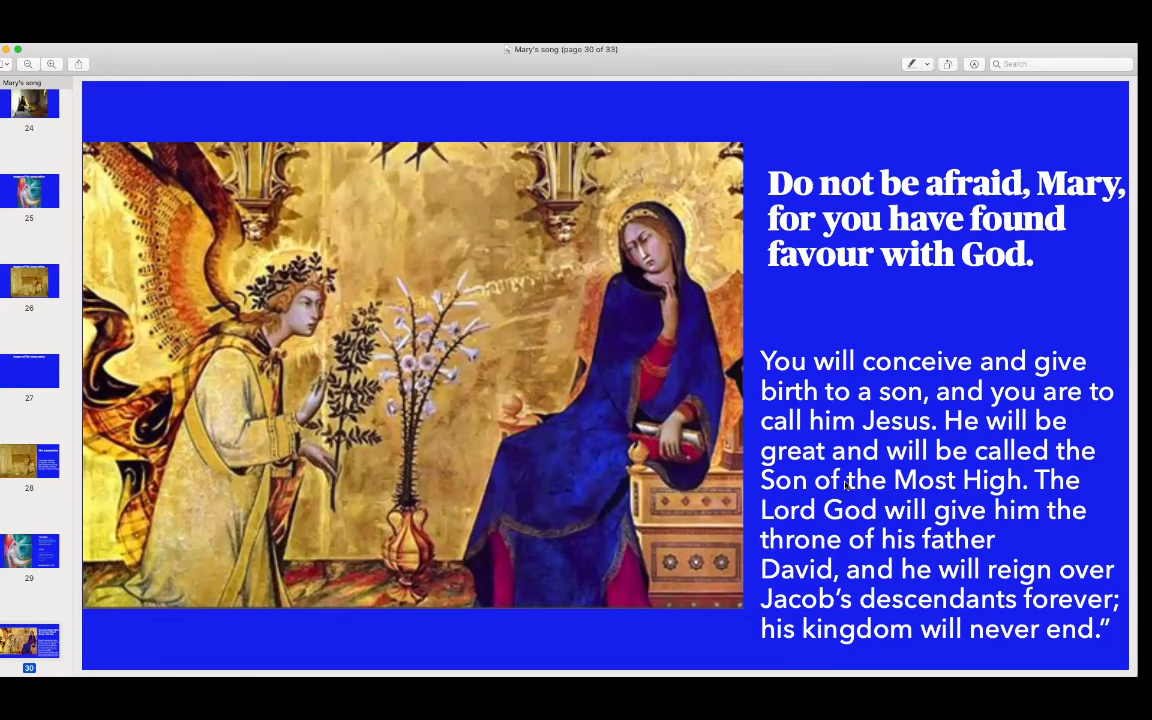 Mary's song (page 30 of 33)
Search
Mary's song
24
25
26
27
28
29
30
Do not be afraid, Mary,
for you have found
favour with God.
You will conceive and give
birth to a son, and you are to
call him Jesus. He will be
great and will be called the
Son of the Most High. The
Lord God will give him the
throne of his father
David, and he will reign over
Jacob’s descendants forever;
his kingdom will never end.”